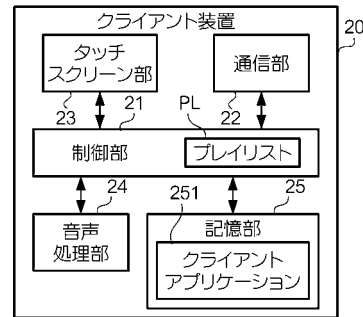 クライアント装置
20
タッチ
スクリーン部
通信部
23
21
PL
22
制御部
プレイリスト
24
251
25
音声
処理部
記憶部
クライアント
アプリケーション